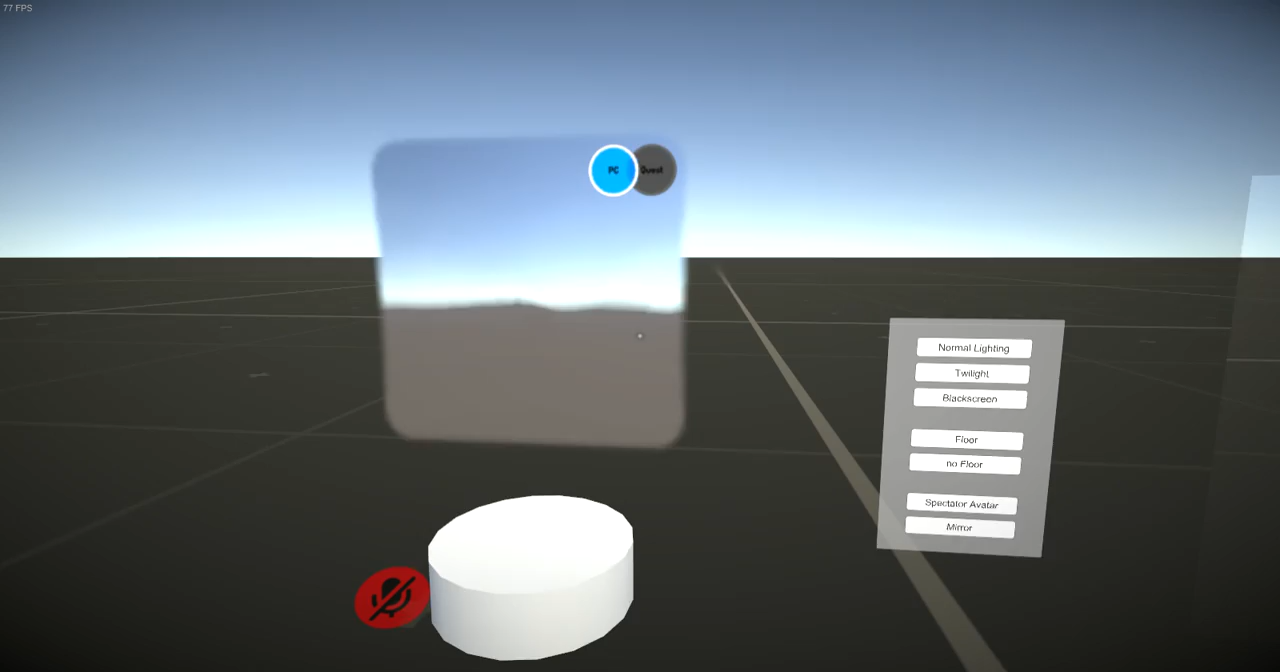 77 FPS
PC
Quest
Normal Lighting
Twilight
Blackscreen
Floor
no Floor
Spectator Avatar
Mirror